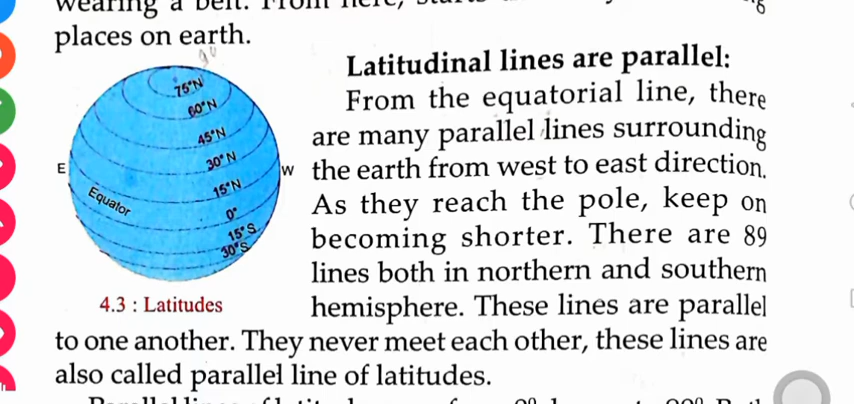 places on earth.
75°N
60°N
45°N
30°N
15°N
0°
15°S
30°S
Equator
E
W
4.3 : Latitudes
Latitudinal lines are parallel:
From the equatorial line, there
are many parallel lines surrounding
the earth from west to east direction.
As they reach the pole, keep on
becoming shorter. There are 89
lines both in northern and southern
hemisphere. These lines are parallel
to one another. They never meet each other, these lines are
also called parallel line of latitudes.